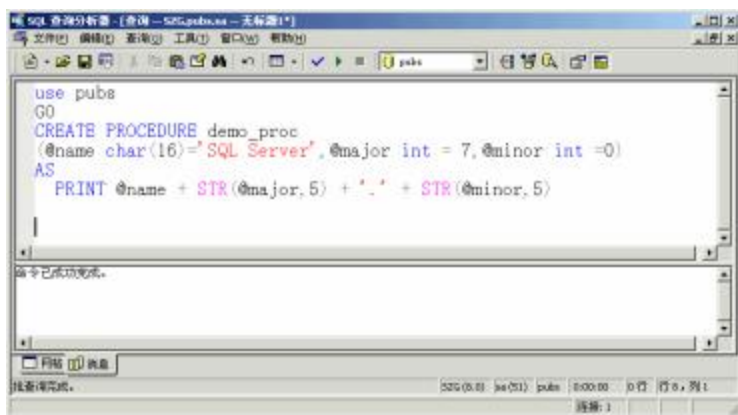 SQL 查询分析器 - [查询 — SZG.pubs.sa — 无标题1*]
文件(F) 编辑(E) 查询(Q) 工具(T) 窗口(W) 帮助(H)
pubs
use pubs
GO
CREATE PROCEDURE demo_proc
(@name char(16)='SQL Server',@major int = 7,@minor int =0)
AS
PRINT @name + STR(@major,5) + '.' + STR(@minor,5)
命令已成功完成。
网格 消息
批查询完成。 SZG (8.0) sa (51) pubs 0:00:00 0 行 行 8, 列 1
连接: 1